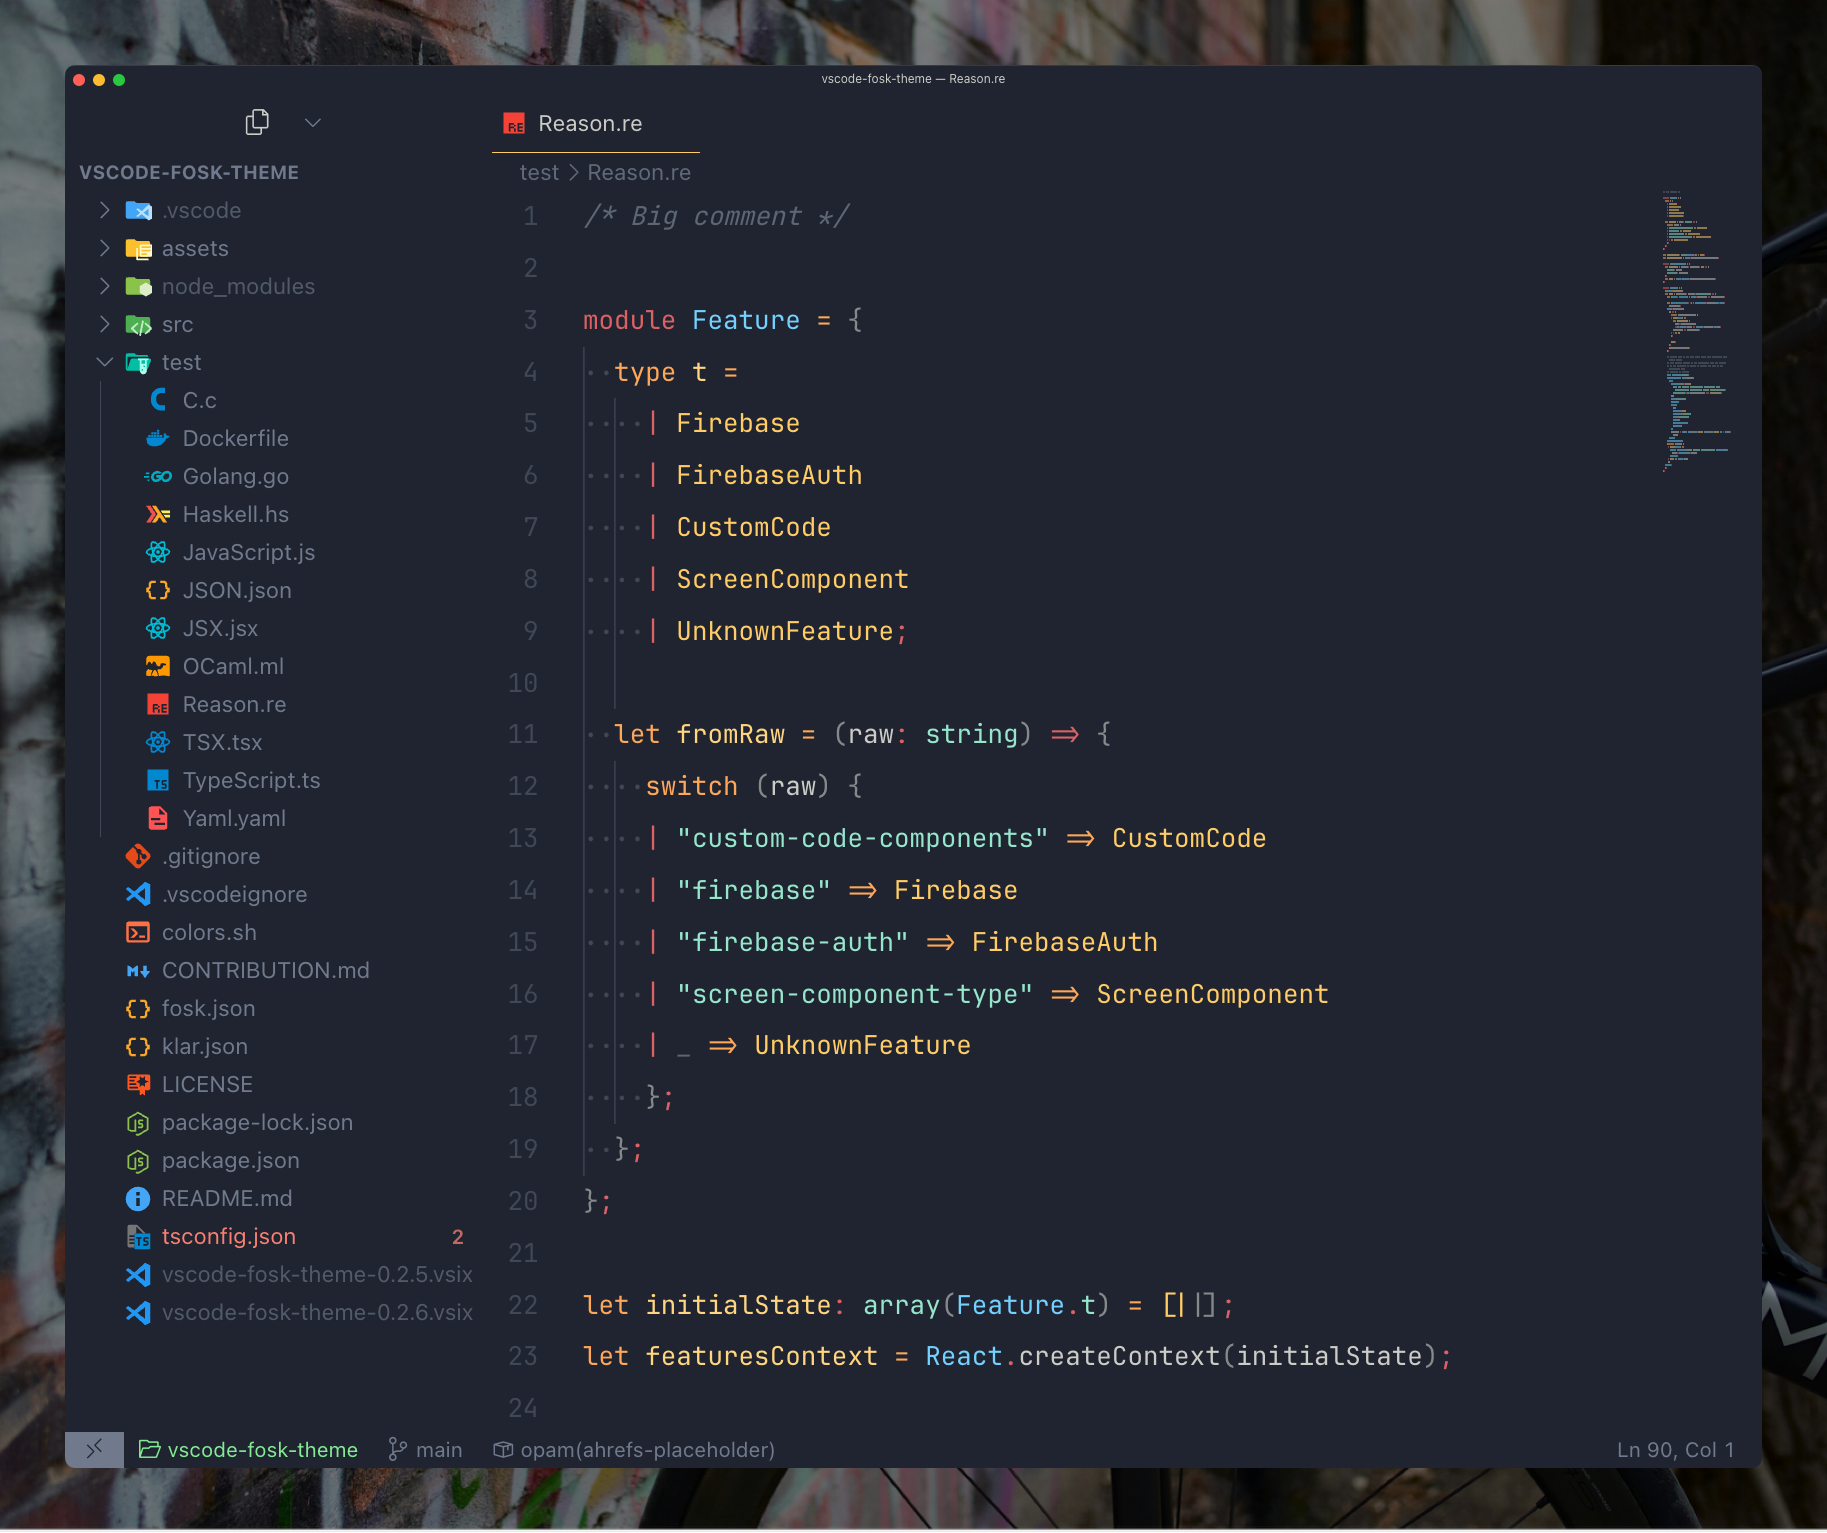 vscode-fosk-theme — Reason.re
Reason.re
VSCODE-FOSK-THEME
.vscode
assets
node_modules
src
test
C.c
Dockerfile
Golang.go
Haskell.hs
JavaScript.js
JSON.json
JSX.jsx
OCaml.ml
Reason.re
TSX.tsx
TypeScript.ts
Yaml.yaml
.gitignore
.vscodeignore
colors.sh
CONTRIBUTION.md
fosk.json
klar.json
LICENSE
package-lock.json
package.json
README.md
tsconfig.json 2
vscode-fosk-theme-0.2.5.vsix
vscode-fosk-theme-0.2.6.vsix
test > Reason.re
1 /* Big comment */
2
3 module Feature = {
4 type t =
5 | Firebase
6 | FirebaseAuth
7 | CustomCode
8 | ScreenComponent
9 | UnknownFeature;
10
11 let fromRaw = (raw: string) => {
12 switch (raw) {
13 | "custom-code-components" => CustomCode
14 | "firebase" => Firebase
15 | "firebase-auth" => FirebaseAuth
16 | "screen-component-type" => ScreenComponent
17 | _ => UnknownFeature
18 };
19 };
20 };
21
22 let initialState: array(Feature.t) = [| |];
23 let featuresContext = React.createContext(initialState);
24
vscode-fosk-theme main opam(ahrefs-placeholder) Ln 90, Col 1